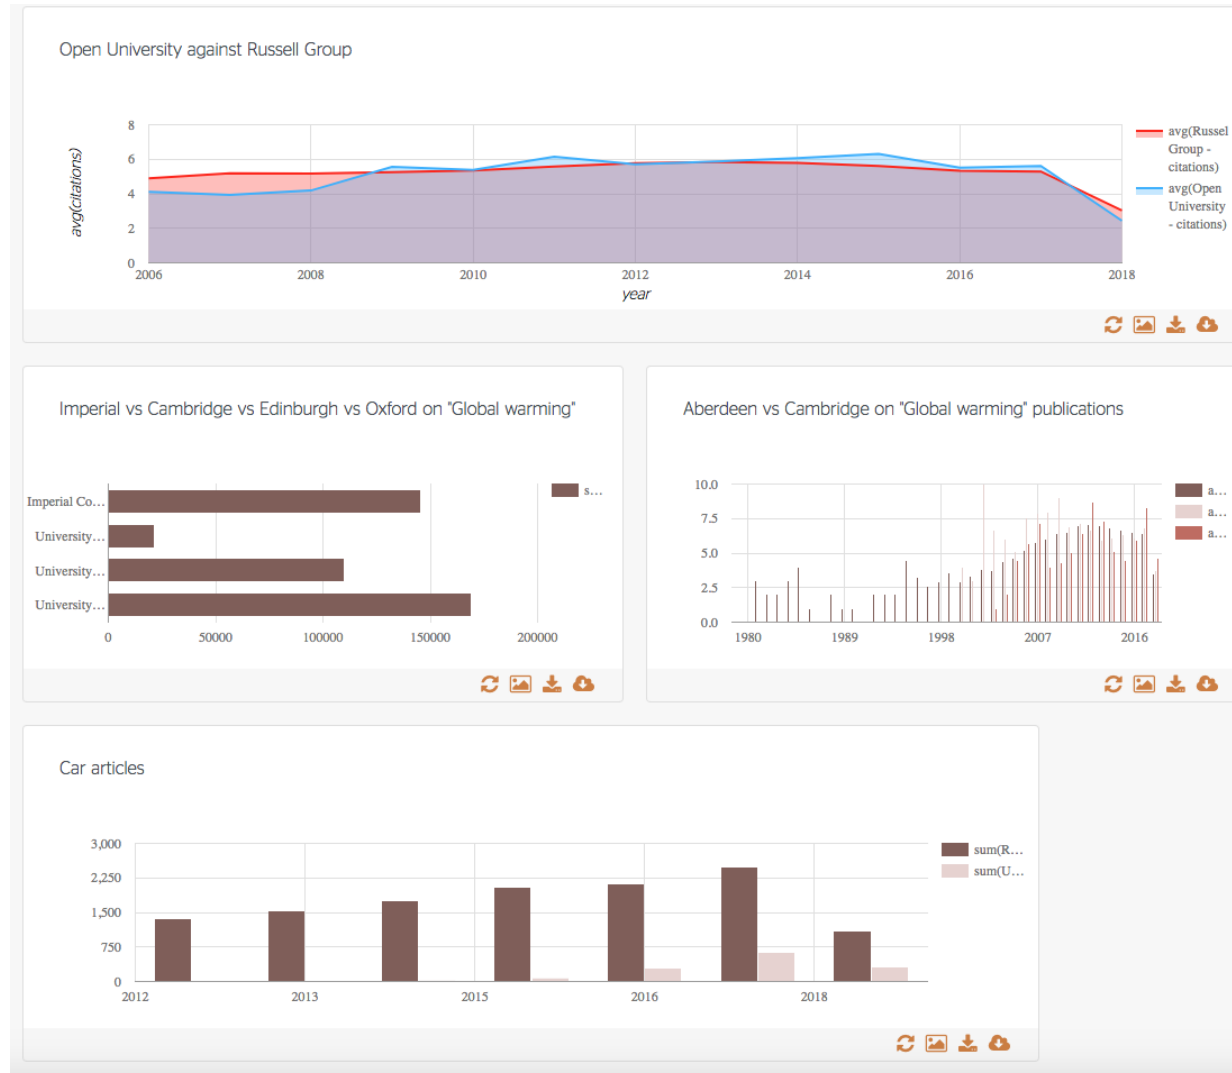 Open University against Russell Group
8
6
4
2
0
avg(citations)
2006 2008 2010 2012 2014 2016 2018
year
avg(Russel
Group -
citations)
avg(Open
University
- citations)
Imperial vs Cambridge vs Edinburgh vs Oxford on "Global warming"
Imperial Co...
University...
University...
University...
0 50000 100000 150000 200000
s...
Aberdeen vs Cambridge on "Global warming" publications
10.0
7.5
5.0
2.5
0.0
1980 1989 1998 2007 2016
a...
a...
a...
Car articles
3,000
2,250
1,500
750
0
2012 2013 2015 2016 2018
sum(R...
sum(U...